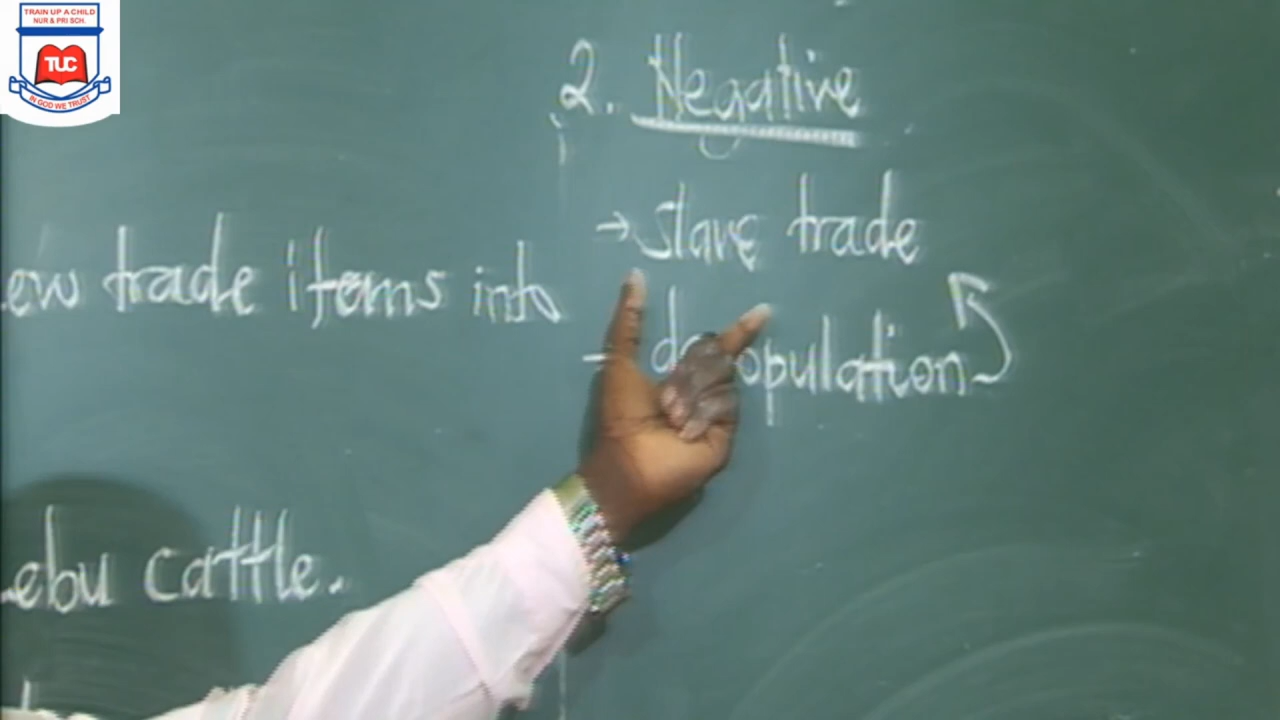 TRAIN UP A CHILD
NUR & PRI SCH.
TUC
IN GOD WE TRUST
2. Negative
→ slave trade
ew trade items into
depopulation
ebu cattle.